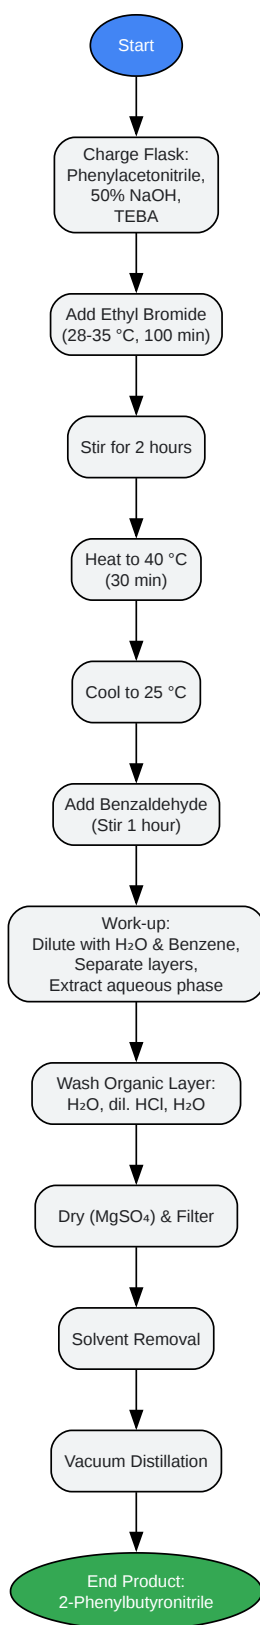 Start
Charge Flask:
Phenylacetonitrile,
50% NaOH,
TEBA
Add Ethyl Bromide
(28-35 °C, 100 min)
Stir for 2 hours
Heat to 40 °C
(30 min)
Cool to 25 °C
Add Benzaldehyde
(Stir 1 hour)
Work-up:
Dilute with H₂O & Benzene,
Separate layers,
Extract aqueous phase
Wash Organic Layer:
H₂O, dil. HCl, H₂O
Dry (MgSO₄) & Filter
Solvent Removal
Vacuum Distillation
End Product:
2-Phenylbutyronitrile